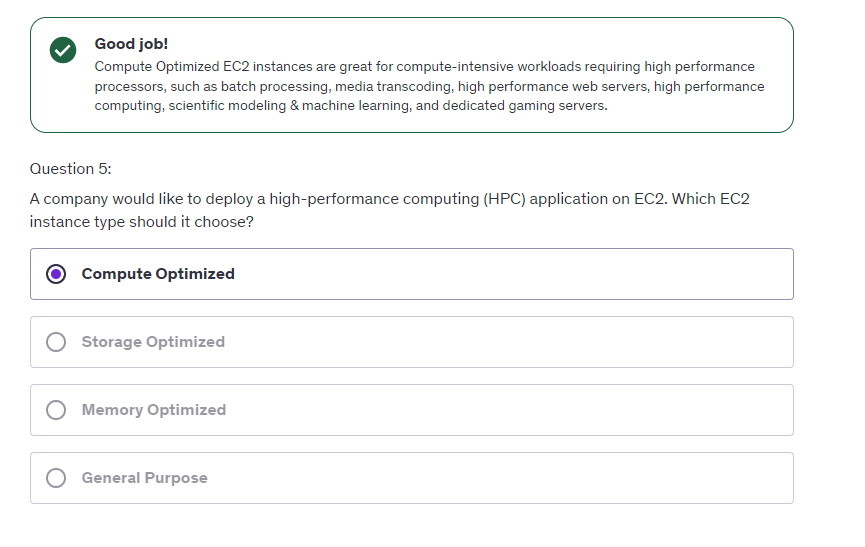 Good job!
Compute Optimized EC2 instances are great for compute-intensive workloads requiring high performance
processors, such as batch processing, media transcoding, high performance web servers, high performance
computing, scientific modeling & machine learning, and dedicated gaming servers.
Question 5:
A company would like to deploy a high-performance computing (HPC) application on EC2. Which EC2
instance type should it choose?
Compute Optimized
Storage Optimized
Memory Optimized
General Purpose